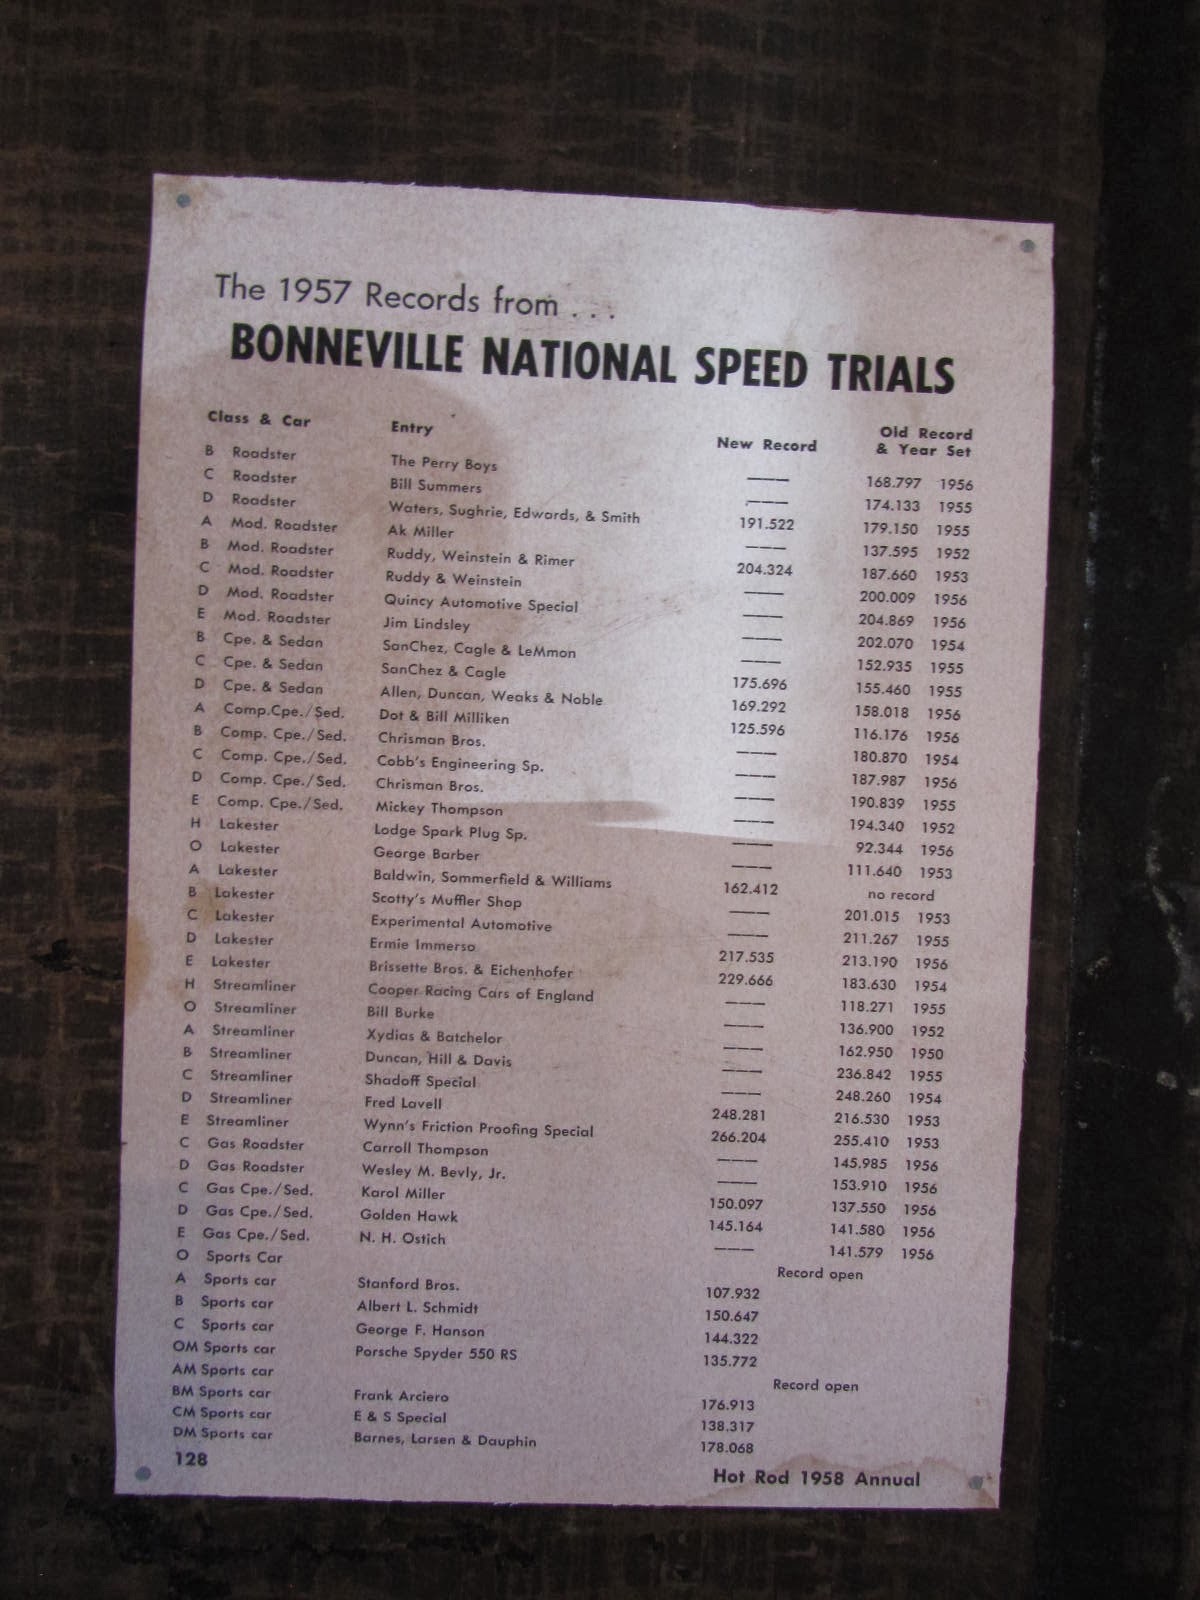 The 1957 Records from . . .
BONNEVILLE NATIONAL SPEED TRIALS
Class & Car Entry New Record Old Record & Year Set
B Roadster The Perry Boys ——— 168.797 1956
C Roadster Bill Summers ——— 174.133 1955
D Roadster Waters, Sughrie, Edwards, & Smith 191.522 179.150 1955
A Mod. Roadster Ak Miller ——— 137.595 1952
B Mod. Roadster Ruddy, Weinstein & Rimer 204.324 187.660 1953
C Mod. Roadster Ruddy & Weinstein ——— 200.009 1956
D Mod. Roadster Quincy Automotive Special ——— 204.869 1956
E Mod. Roadster Jim Lindsley ——— 202.070 1954
B Cpe. & Sedan SanChez, Cagle & LeMmon ——— 152.935 1955
C Cpe. & Sedan SanChez & Cagle 175.696 155.460 1955
D Cpe. & Sedan Allen, Duncan, Weaks & Noble 169.292 158.018 1956
A Comp.Cpe./Sed. Dot & Bill Milliken 125.596 116.176 1956
B Comp. Cpe./Sed. Chrisman Bros. ——— 180.870 1954
C Comp. Cpe./Sed. Cobb's Engineering Sp. ——— 187.987 1956
D Comp. Cpe./Sed. Chrisman Bros. ——— 190.839 1955
E Comp. Cpe./Sed. Mickey Thompson ——— 194.340 1952
H Lakester Lodge Spark Plug Sp. ——— 92.344 1956
O Lakester George Barber ——— 111.640 1953
A Lakester Baldwin, Sommerfield & Williams 162.412 no record
B Lakester Scotty's Muffler Shop ——— 201.015 1953
C Lakester Experimental Automotive ——— 211.267 1955
D Lakester Ermie Immerso 217.535 213.190 1956
E Lakester Brissette Bros. & Eichenhofer 229.666 183.630 1954
H Streamliner Cooper Racing Cars of England ——— 118.271 1955
O Streamliner Bill Burke ——— 136.900 1952
A Streamliner Xydias & Batchelor ——— 162.950 1950
B Streamliner Duncan, Hill & Davis ——— 236.842 1955
C Streamliner Shadoff Special ——— 248.260 1954
D Streamliner Fred Lavell 248.281 216.530 1953
E Streamliner Wynn's Friction Proofing Special 266.204 255.410 1953
C Gas Roadster Carroll Thompson ——— 145.985 1956
D Gas Roadster Wesley M. Bevly, Jr. ——— 153.910 1956
C Gas Cpe./Sed. Karol Miller 150.097 137.550 1956
D Gas Cpe./Sed. Golden Hawk 145.164 141.580 1956
E Gas Cpe./Sed. N. H. Ostich ——— 141.579 1956
O Sports Car Record open
A Sports car Stanford Bros. 107.932
B Sports car Albert L. Schmidt 150.647
C Sports car George F. Hanson 144.322
OM Sports car Porsche Spyder 550 RS 135.772
AM Sports car Record open
BM Sports car Frank Arciero 176.913
CM Sports car E & S Special 138.317
DM Sports car Barnes, Larsen & Dauphin 178.068
128 Hot Rod 1958 Annual